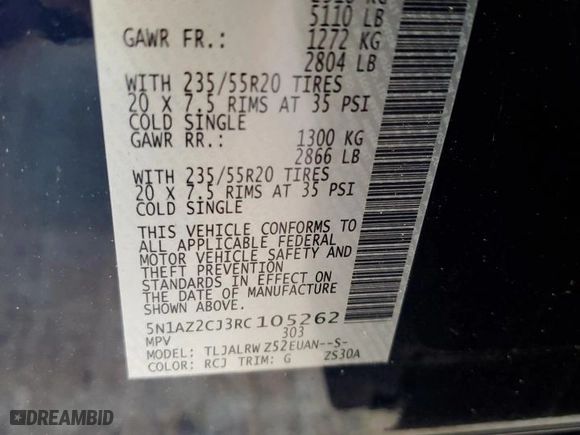 5110 LB
GAWR FR.: 1272 KG
2804 LB
WITH 235/55R20 TIRES
20 X 7.5 RIMS AT 35 PSI
COLD SINGLE
GAWR RR.: 1300 KG
2866 LB
WITH 235/55R20 TIRES
20 X 7.5 RIMS AT 35 PSI
COLD SINGLE
THIS VEHICLE CONFORMS TO
ALL APPLICABLE FEDERAL
MOTOR VEHICLE SAFETY AND
THEFT PREVENTION
STANDARDS IN EFFECT ON
THE DATE OF MANUFACTURE
SHOWN ABOVE.
5N1AZ2CJ3RC105262
MPV 303
MODEL: TLJALRWZ52EUAN--S-
COLOR: RCJ TRIM: G ZS30A
DREAMBID